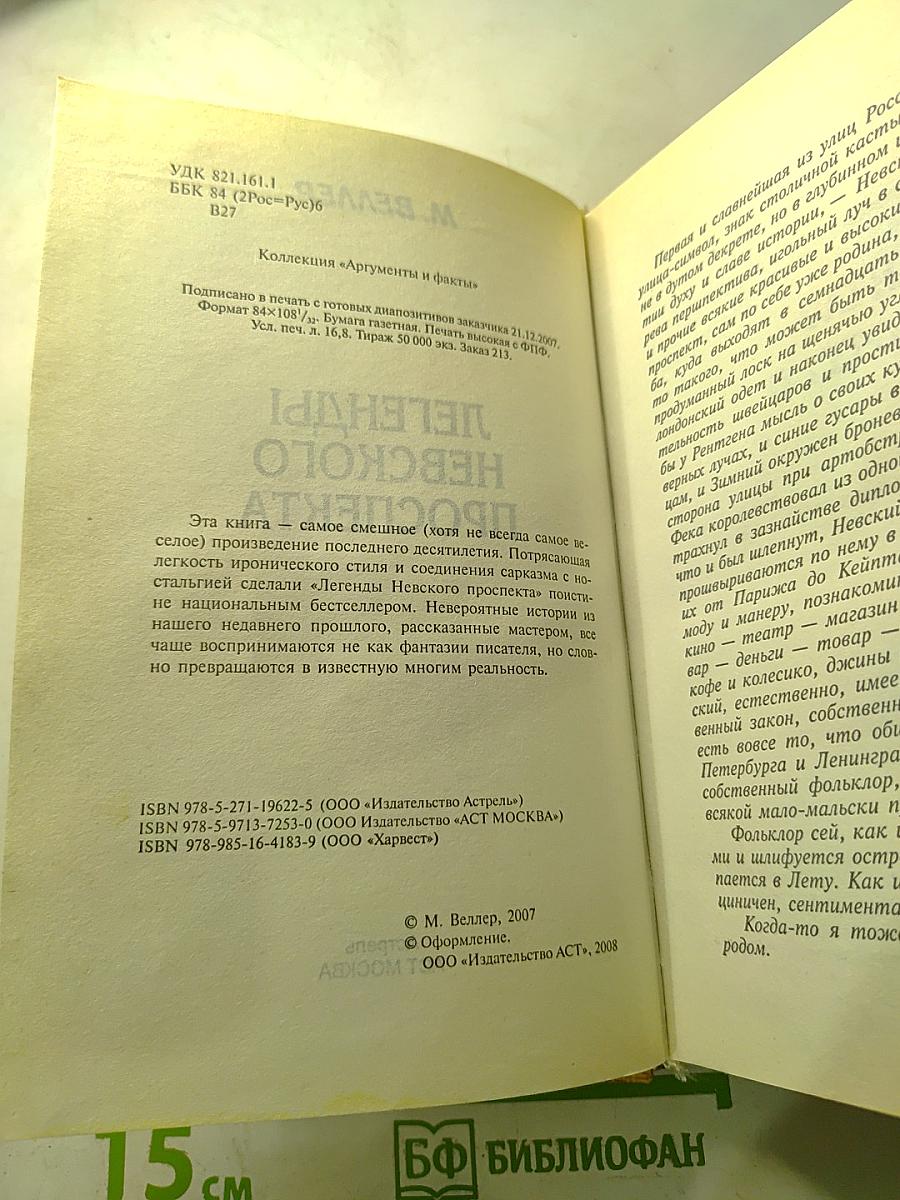 УДК 821.161.1
ББК 84 (2Рос=Рус)6
В27
Коллекция «Аргументы и факты»
Подписано в печать с готовых диапозитивов заказчика 21.12.2007.
Формат 84×108¹/₃₂. Бумага газетная. Печать высокая с ФПФ.
Усл. печ. л. 16,8. Тираж 50 000 экз. Заказ 213.
Эта книга — самое смешное (хотя не всегда самое ве-
селое) произведение последнего десятилетия. Потрясающая
легкость иронического стиля и соединения сарказма с но-
стальгией сделали «Легенды Невского проспекта» поисти-
не национальным бестселлером. Невероятные истории из
нашего недавнего прошлого, рассказанные мастером, все
чаще воспринимаются не как фантазии писателя, но слов-
но превращаются в известную многим реальность.
ISBN 978-5-271-19622-5 (ООО «Издательство Астрель»)
ISBN 978-5-9713-7253-0 (ООО Издательство «АСТ МОСКВА»)
ISBN 978-985-16-4183-9 (ООО «Харвест»)
© М. Веллер, 2007
© Оформление.
ООО «Издательство АСТ», 2008
Первая и славнейшая из улиц
улица-символ, знак столичной касты
не в дутом декрете, но в глубинном
тии духу и славе истории, — Невск
рева першпектива, игольный луч в
и прочие всякие красивые и высоки
проспект, сам по себе уже родина,
ба, куда выходят в семнадцать
то такого, что может быть
продуманный лоск на щенячью
лондонский одет и наконец увид
тельность швейцаров и прости
бы у Рентгена мысль о своих
верных лучах, и синие гусары в
цам, и Зимний окружен бронев
сторона улицы при артобстр
Фека королевствовал из одно
трахнул в зазнайстве дипло
что и был шлепнут, Невский
прошвыриваются по нему в
их от Парижа до Кейпт
моду и манеру, познакоми
кино — театр — магазин
вар — деньги — товар —
кофе и колесико, джины
ский, естественно, имее
венный закон, собственн
есть вовсе то, что
Петербурга и Ленингра
собственный фольклор,
всякой мало-мальски
Фольклор сей, как
ми и шлифуется остр
пается в Лету. Как
циничен, сентимента
Когда-то я тоже
родом.
15 см
БФ БИБЛИОФАН